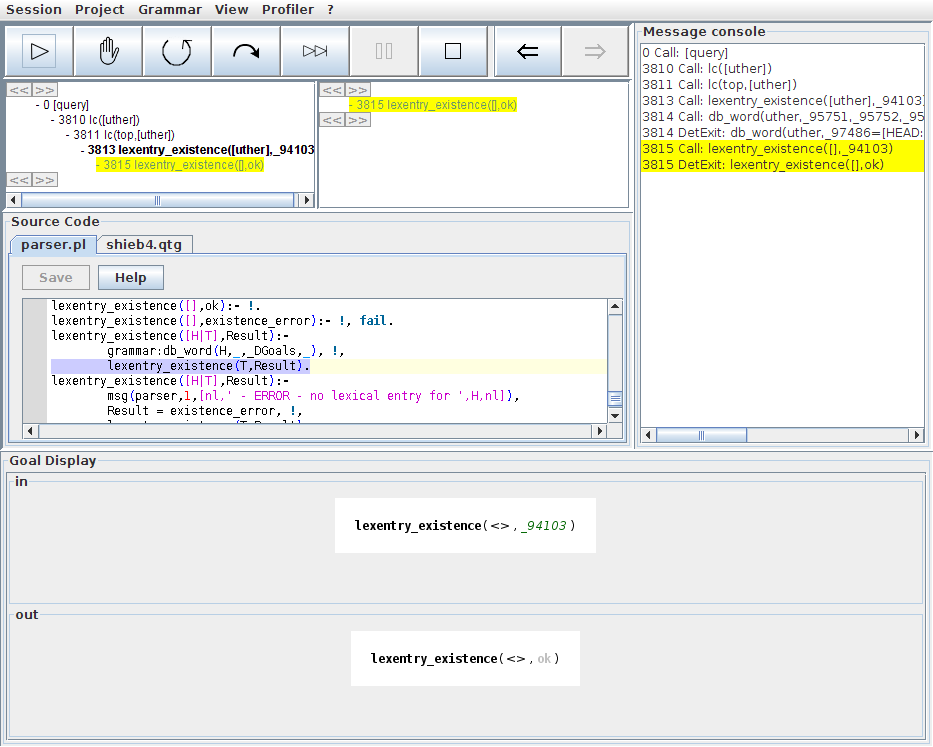 Session Project Grammar View Profiler ?
<< >>
- 0 [query]
- 3810 lc([uther])
- 3811 lc(top,[uther])
- 3813 lexentry_existence([uther],_94103
- 3815 lexentry_existence([],ok)
<< >>
<< >>
- 3815 lexentry_existence([],ok)
<< >>
Message console
0 Call: [query]
3810 Call: lc([uther])
3811 Call: lc(top,[uther])
3813 Call: lexentry_existence([uther],_94103
3814 Call: db_word(uther,_95751,_95752,_95
3814 DetExit: db_word(uther,_97486=[HEAD:
3815 Call: lexentry_existence([],_94103)
3815 DetExit: lexentry_existence([],ok)
Source Code
parser.pl shieb4.qtg
Save Help
lexentry_existence([],ok):- !.
lexentry_existence([],existence_error):- !, fail.
lexentry_existence([H|T],Result):-
grammar:db_word(H,_,_DGoals,_), !,
lexentry_existence(T,Result).
lexentry_existence([H|T],Result):-
msg(parser,1,[nl,' - ERROR - no lexical entry for ',H,nl]),
Result = existence_error, !,
Goal Display
in
lexentry_existence(<>,_94103)
out
lexentry_existence(<>,ok)